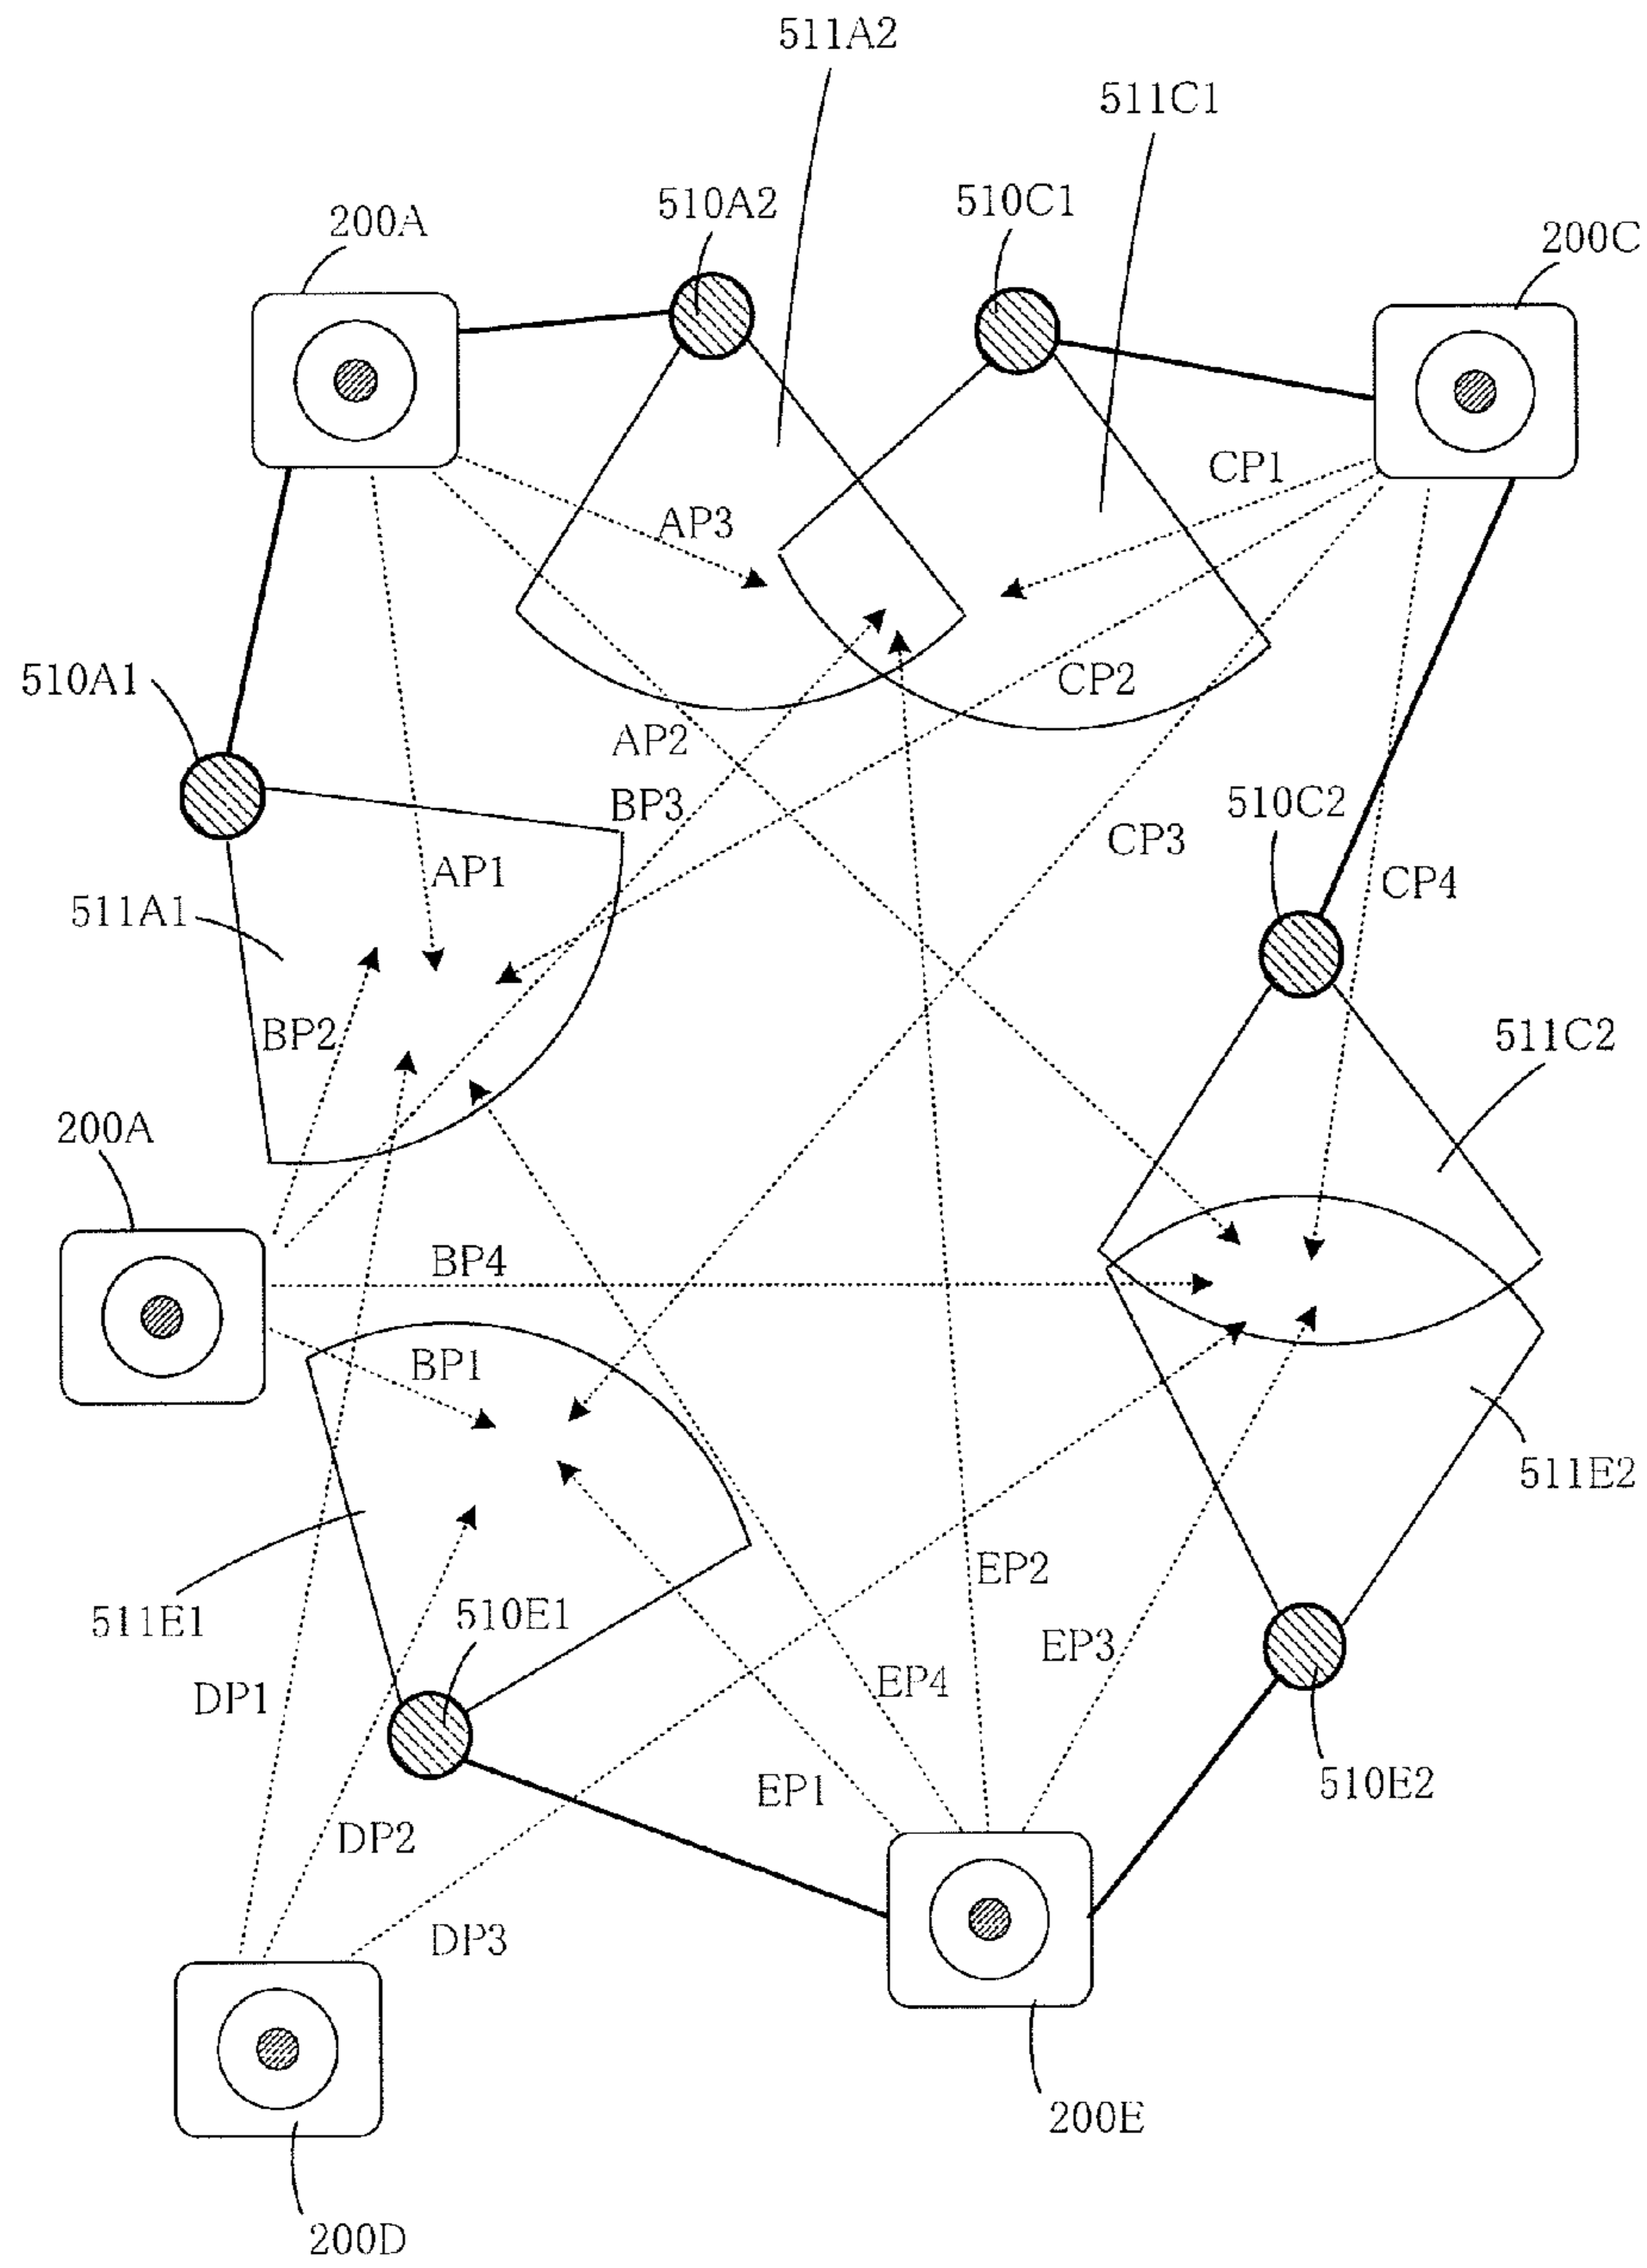 511A2
511C1
510A2
510C1
200A
200C
CP1
AP3
510A1
CP2
AP2
BP3
510C2
CP3
AP1
CP4
511A1
BP2
511C2
200A
BP4
BP1
511E2
EP2
511E1
510E1
EP3
DP1
EP4
EP1
510E2
DP2
DP3
200E
200D